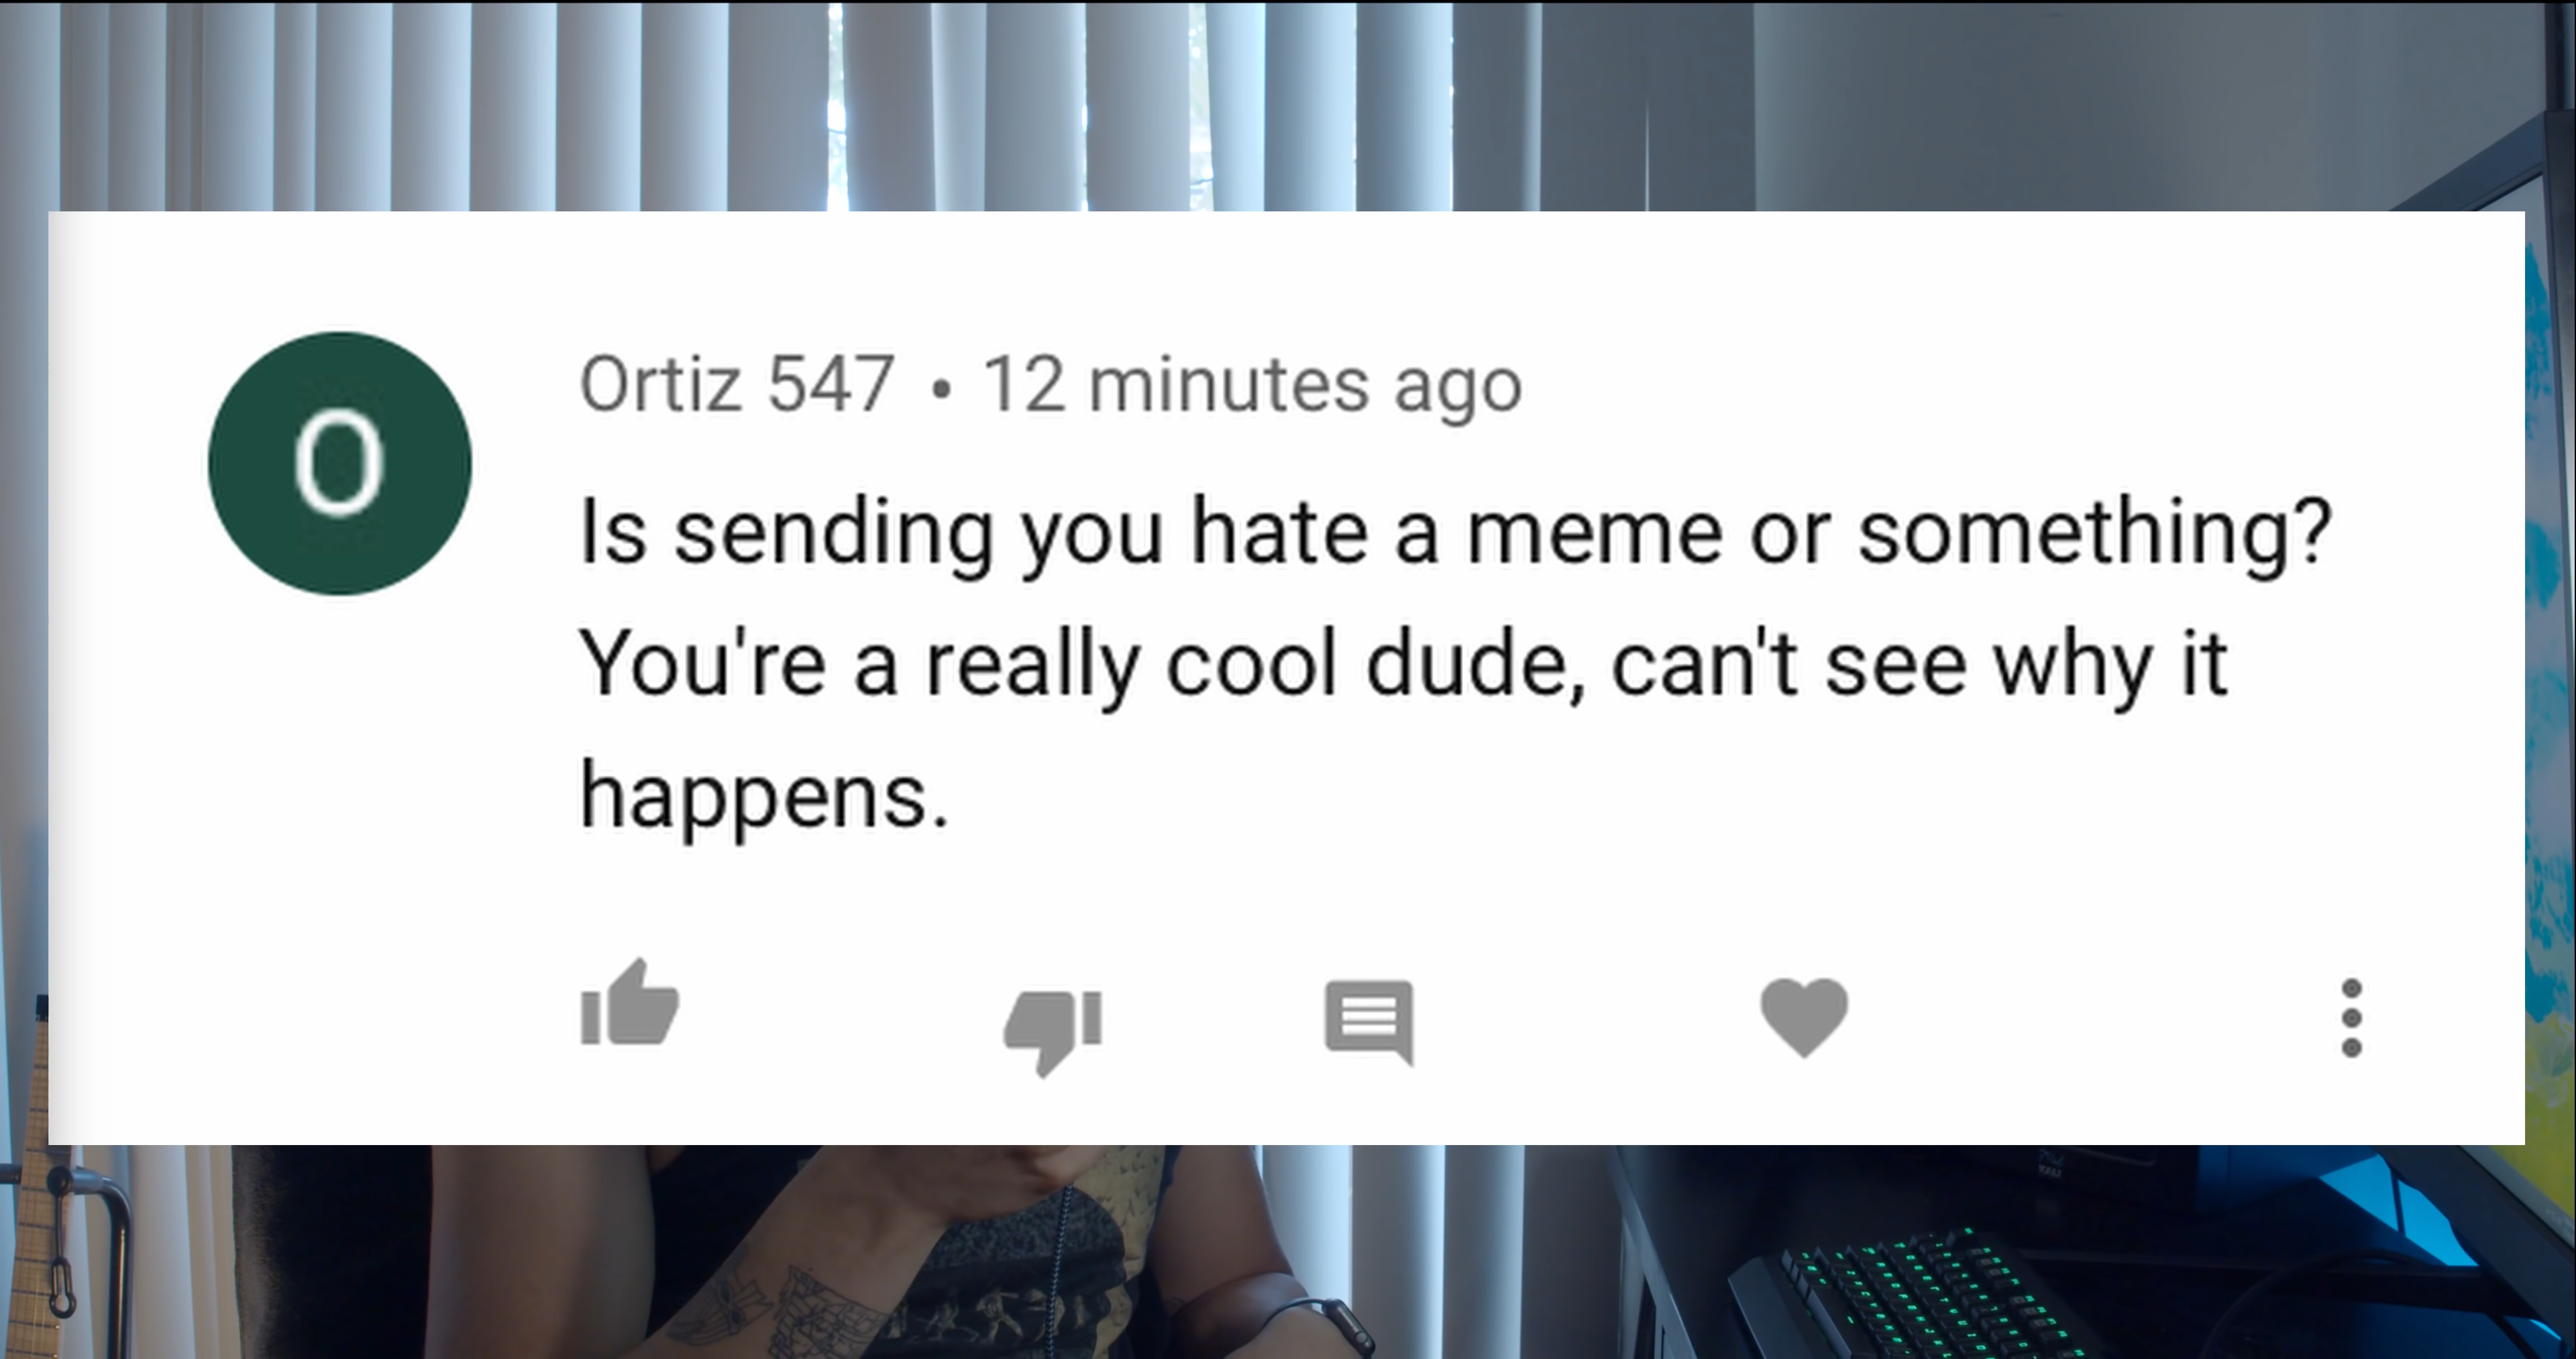 O
Ortiz 547 • 12 minutes ago
Is sending you hate a meme or something?
You're a really cool dude, can't see why it
happens.